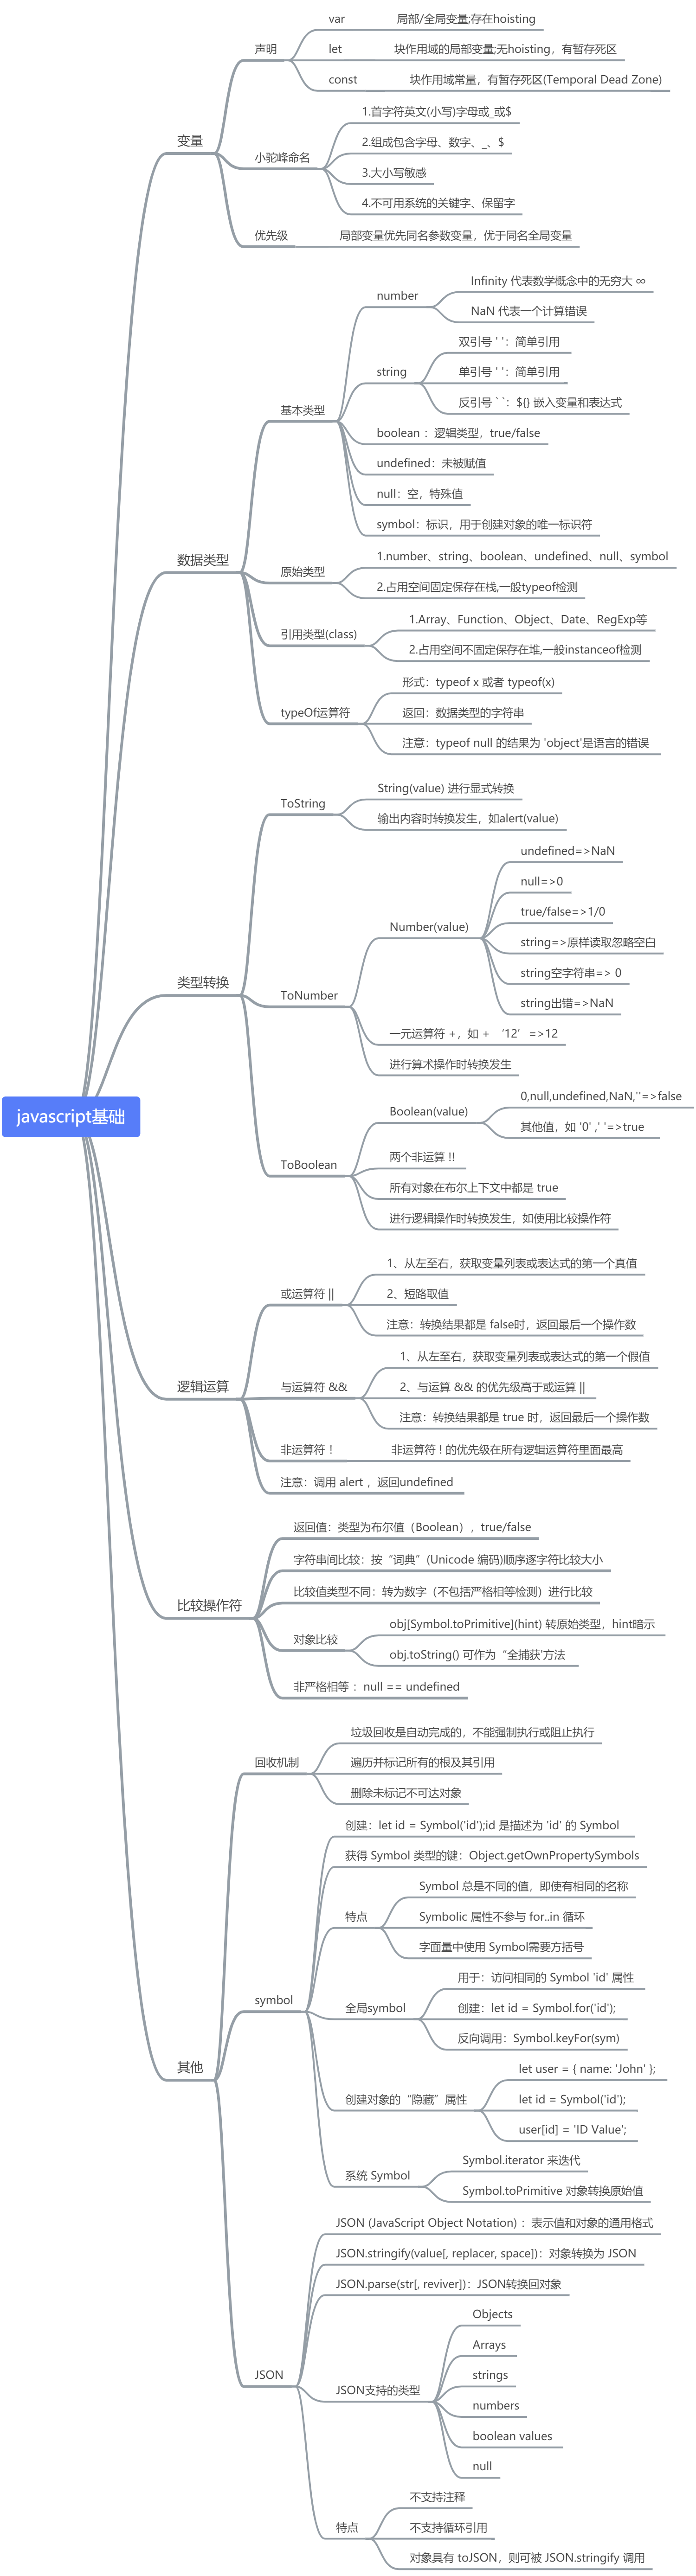 javascript基础
变量
声明
var
局部/全局变量;存在hoisting
let
块作用域的局部变量;无hoisting，有暂存死区
const
块作用域常量，有暂存死区(Temporal Dead Zone)
小驼峰命名
1.首字符英文(小写)字母或_或$
2.组成包含字母、数字、_、$
3.大小写敏感
4.不可用系统的关键字、保留字
优先级
局部变量优先同名参数变量，优于同名全局变量
数据类型
基本类型
number
Infinity 代表数学概念中的无穷大 ∞
NaN 代表一个计算错误
string
双引号 ' '：简单引用
单引号 ' '：简单引用
反引号 ` `：${} 嵌入变量和表达式
boolean ：逻辑类型，true/false
undefined：未被赋值
null：空，特殊值
symbol：标识，用于创建对象的唯一标识符
原始类型
1.number、string、boolean、undefined、null、symbol
2.占用空间固定保存在栈,一般typeof检测
引用类型(class)
1.Array、Function、Object、Date、RegExp等
2.占用空间不固定保存在堆,一般instanceof检测
typeOf运算符
形式：typeof x 或者 typeof(x)
返回：数据类型的字符串
注意：typeof null 的结果为 'object'是语言的错误
类型转换
ToString
String(value) 进行显式转换
输出内容时转换发生，如alert(value)
ToNumber
Number(value)
undefined=>NaN
null=>0
true/false=>1/0
string=>原样读取忽略空白
string空字符串=> 0
string出错=>NaN
一元运算符 +，如 + ‘12’ =>12
进行算术操作时转换发生
ToBoolean
Boolean(value)
0,null,undefined,NaN,''=>false
其他值，如 '0' ,' '=>true
两个非运算 !!
所有对象在布尔上下文中都是 true
进行逻辑操作时转换发生，如使用比较操作符
逻辑运算
或运算符 ||
1、从左至右，获取变量列表或表达式的第一个真值
2、短路取值
注意：转换结果都是 false时，返回最后一个操作数
与运算符 &&
1、从左至右，获取变量列表或表达式的第一个假值
2、与运算 && 的优先级高于或运算 ||
注意：转换结果都是 true 时，返回最后一个操作数
非运算符 !
非运算符 ! 的优先级在所有逻辑运算符里面最高
注意：调用 alert ，返回undefined
比较操作符
返回值：类型为布尔值（Boolean），true/false
字符串间比较：按“词典”(Unicode 编码)顺序逐字符比较大小
比较值类型不同：转为数字（不包括严格相等检测）进行比较
对象比较
obj[Symbol.toPrimitive](hint) 转原始类型，hint暗示
obj.toString() 可作为“全捕获'方法
非严格相等 ：null == undefined
其他
回收机制
垃圾回收是自动完成的，不能强制执行或阻止执行
遍历并标记所有的根及其引用
删除未标记不可达对象
symbol
创建：let id = Symbol('id');id 是描述为 'id' 的 Symbol
获得 Symbol 类型的键：Object.getOwnPropertySymbols
特点
Symbol 总是不同的值，即使有相同的名称
Symbolic 属性不参与 for..in 循环
字面量中使用 Symbol需要方括号
全局symbol
用于：访问相同的 Symbol 'id' 属性
创建：let id = Symbol.for('id');
反向调用：Symbol.keyFor(sym)
创建对象的“隐藏”属性
let user = { name: 'John' };
let id = Symbol('id');
user[id] = 'ID Value';
系统 Symbol
Symbol.iterator 来迭代
Symbol.toPrimitive 对象转换原始值
JSON
JSON (JavaScript Object Notation) ：表示值和对象的通用格式
JSON.stringify(value[, replacer, space])：对象转换为 JSON
JSON.parse(str[, reviver])：JSON转换回对象
JSON支持的类型
Objects
Arrays
strings
numbers
boolean values
null
特点
不支持注释
不支持循环引用
对象具有 toJSON，则可被 JSON.stringify 调用